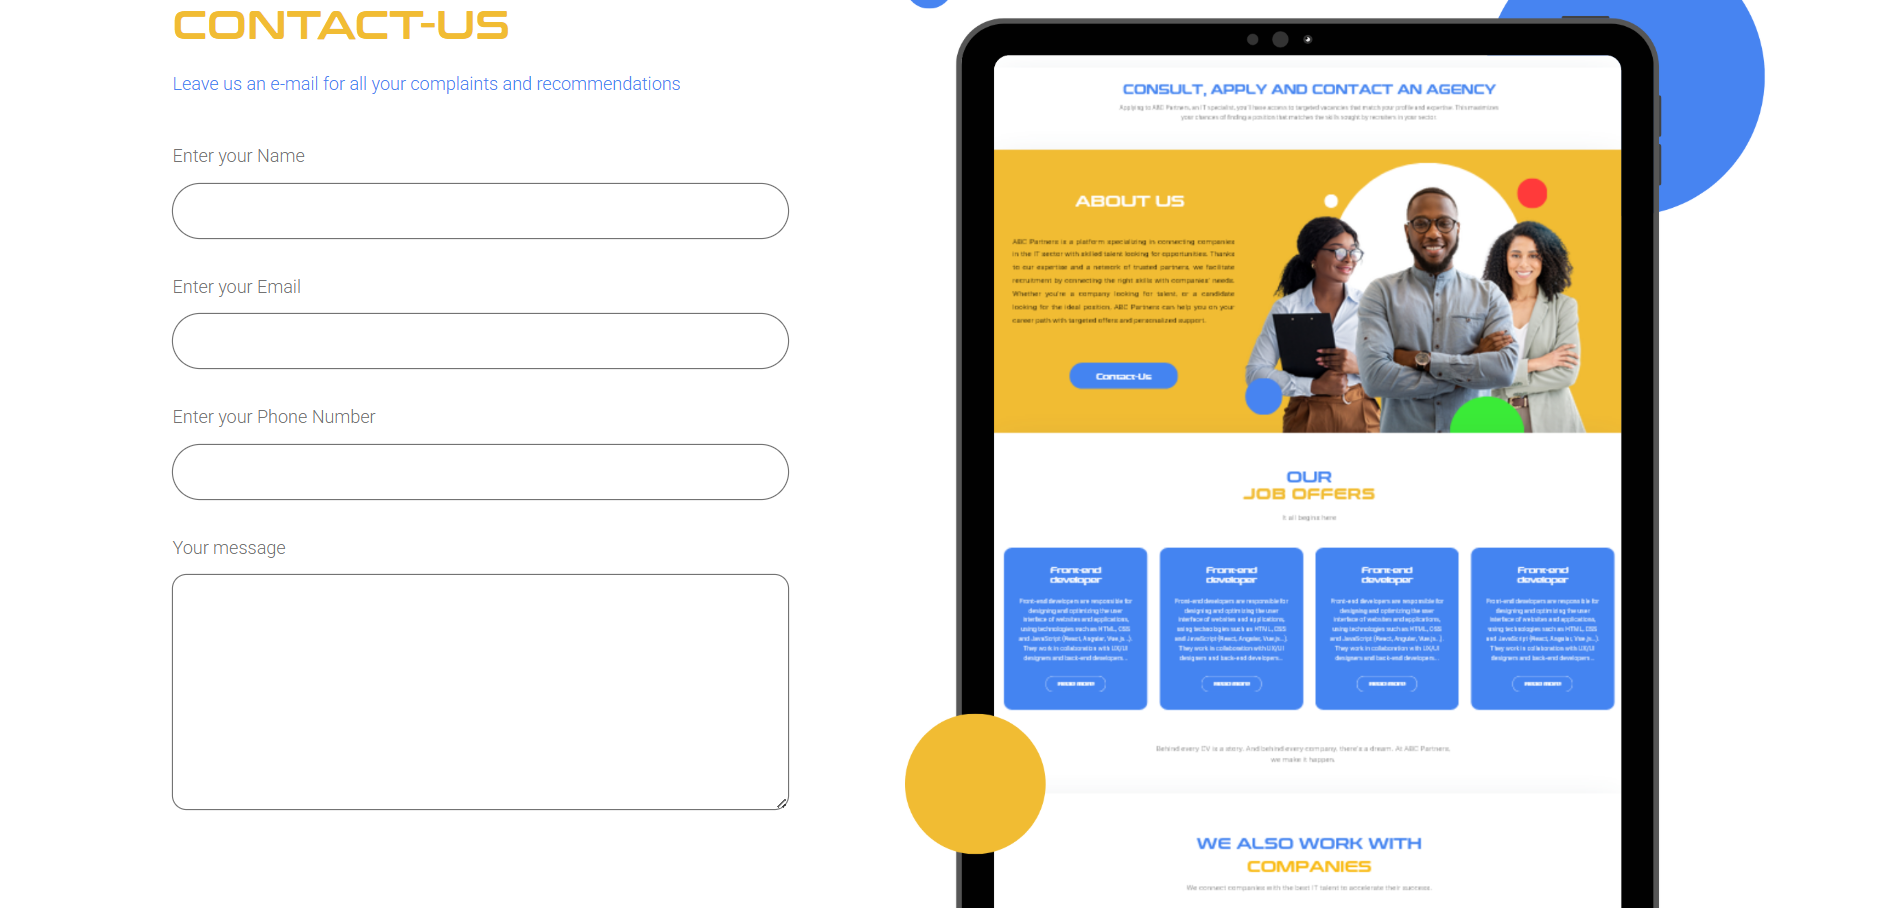 CONTACT-US
Leave us an e-mail for all your complaints and recommendations
Enter your Name
Enter your Email
Enter your Phone Number
Your message
CONSULT, APPLY AND CONTACT AN AGENCY
Applying to ABC Partners, an IT specialist, you'll have access to targeted vacancies that match your profile and expertise. This maximizes
your chances of finding a position that matches the skills sought by recruiters in your sector.
ABOUT US
ABC Partners is a platform specializing in connecting companies
in the IT sector with skilled talent looking for opportunities. Thanks
to our expertise and a network of trusted partners, we facilitate
recruitment by connecting the right skills with companies' needs.
Whether you're a company looking for talent, or a candidate
looking for the ideal position, ABC Partners can help you on your
career path with targeted offers and personalized support.
Contact-Us
OUR
JOB OFFERS
It all begins here
Front-end
developer
Front-end developers are responsible for
designing and optimizing the user
interface of websites and applications,
using technologies such as HTML, CSS
and JavaScript (React, Angular, Vue.js...).
They work in collaboration with UX/UI
designers and back-end developers...
READ MORE
Front-end
developer
Front-end developers are responsible for
designing and optimizing the user
interface of websites and applications,
using technologies such as HTML, CSS
and JavaScript (React, Angular, Vue.js...).
They work in collaboration with UX/UI
designers and back-end developers...
READ MORE
Front-end
developer
Front-end developers are responsible for
designing and optimizing the user
interface of websites and applications,
using technologies such as HTML, CSS
and JavaScript (React, Angular, Vue.js...).
They work in collaboration with UX/UI
designers and back-end developers...
READ MORE
Front-end
developer
Front-end developers are responsible for
designing and optimizing the user
interface of websites and applications,
using technologies such as HTML, CSS
and JavaScript (React, Angular, Vue.js...).
They work in collaboration with UX/UI
designers and back-end developers...
READ MORE
Behind every CV is a story. And behind every company, there's a dream. At ABC Partners,
we make it happen.
WE ALSO WORK WITH
COMPANIES
We connect companies with the best IT talent to accelerate their success.